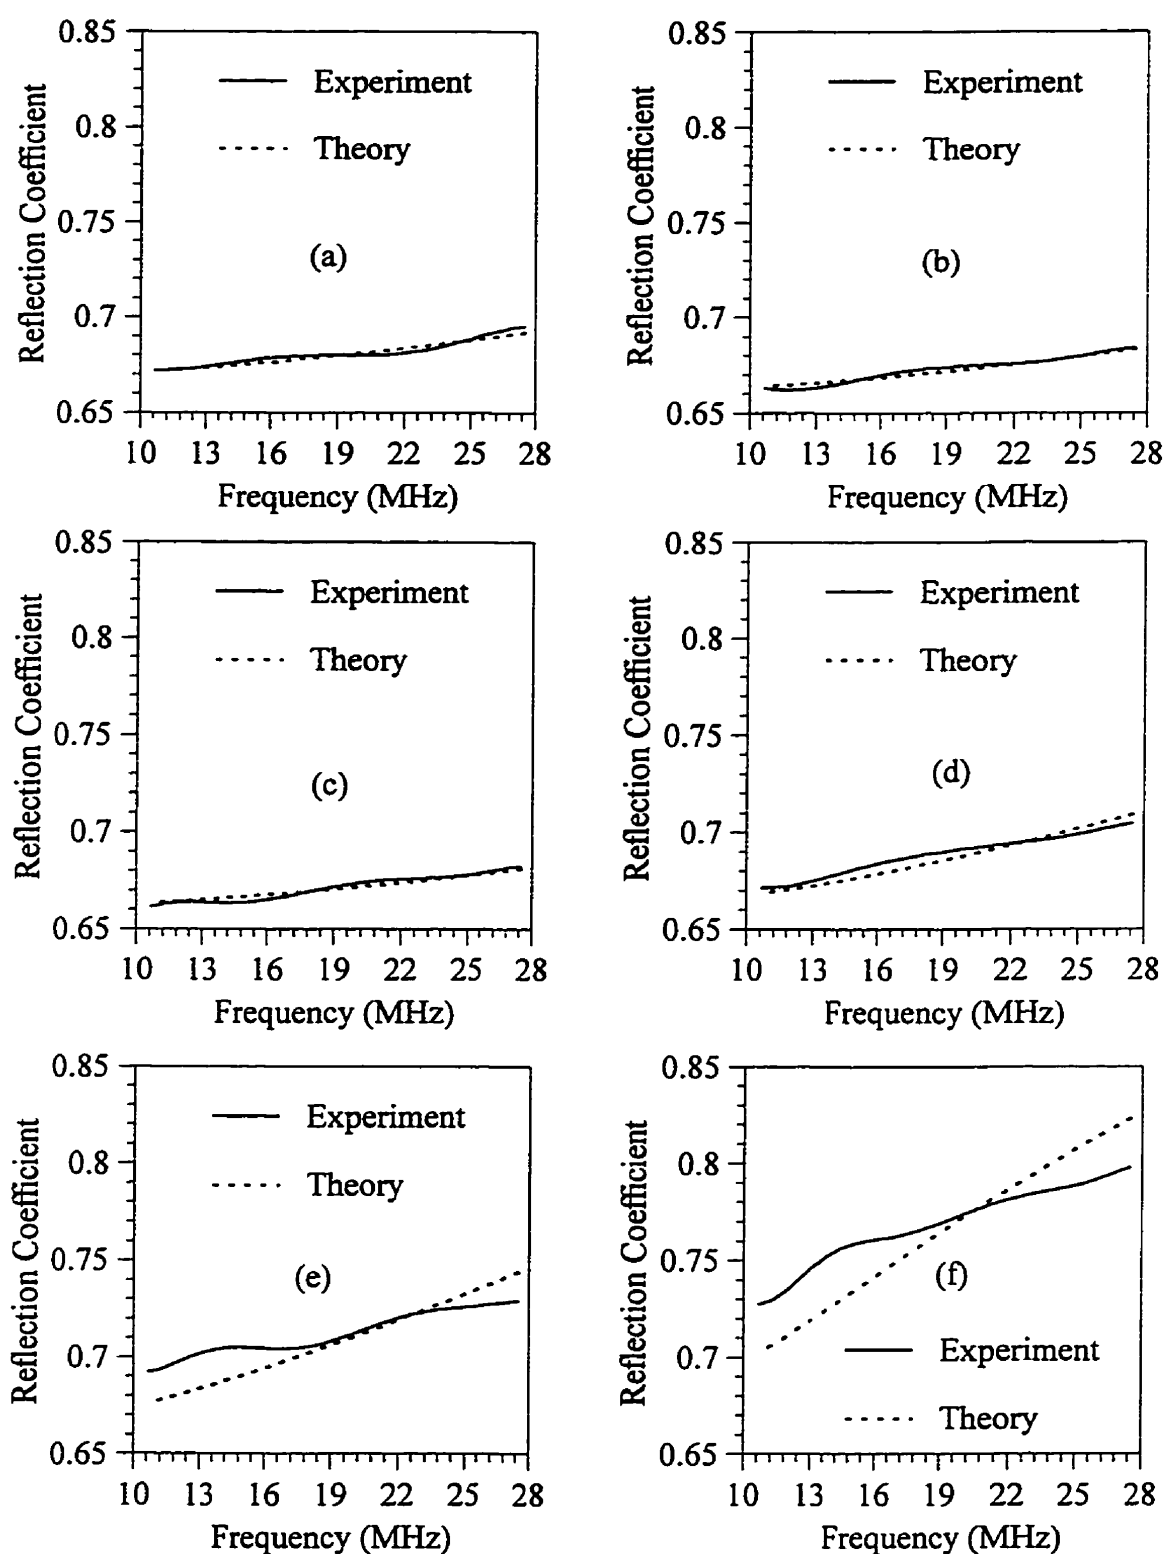 0.85
Experiment
0.8
Theory
0.75
(a)
0.7
0.65
10 13 16 19 22 25 28
Frequency (MHz)
Reflection Coefficient
0.85
Experiment
0.8
Theory
0.75
(b)
0.7
0.65
10 13 16 19 22 25 28
Frequency (MHz)
Reflection Coefficient
0.85
Experiment
0.8
Theory
0.75
(c)
0.7
0.65
10 13 16 19 22 25 28
Frequency (MHz)
Reflection Coefficient
0.85
Experiment
0.8
Theory
0.75
(d)
0.7
0.65
10 13 16 19 22 25 28
Frequency (MHz)
Reflection Coefficient
0.85
Experiment
0.8
Theory
0.75
(e)
0.7
0.65
10 13 16 19 22 25 28
Frequency (MHz)
Reflection Coefficient
0.85
0.8
0.75
(f)
0.7
Experiment
Theory
0.65
10 13 16 19 22 25 28
Frequency (MHz)
Reflection Coefficient